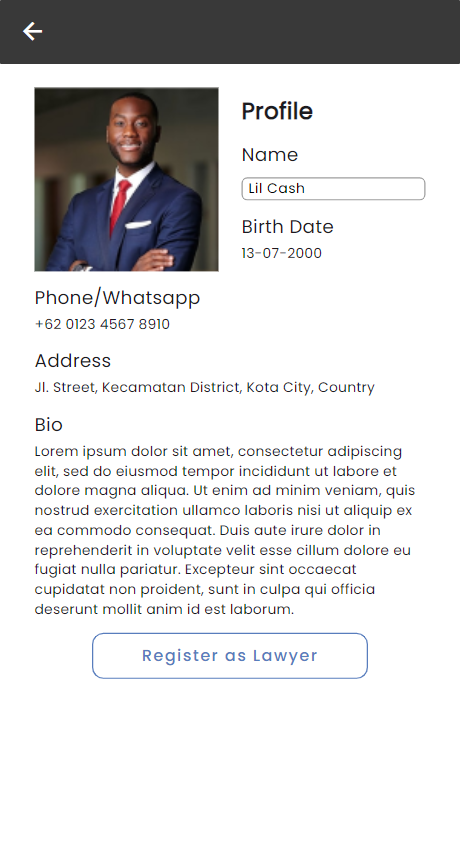 Profile
Name
Lil Cash
Birth Date
13-07-2000
Phone/Whatsapp
+62 0123 4567 8910
Address
Jl. Street, Kecamatan District, Kota City, Country
Bio
Lorem ipsum dolor sit amet, consectetur adipiscing
elit, sed do eiusmod tempor incididunt ut labore et
dolore magna aliqua. Ut enim ad minim veniam, quis
nostrud exercitation ullamco laboris nisi ut aliquip ex
ea commodo consequat. Duis aute irure dolor in
reprehenderit in voluptate velit esse cillum dolore eu
fugiat nulla pariatur. Excepteur sint occaecat
cupidatat non proident, sunt in culpa qui officia
deserunt mollit anim id est laborum.
Register as Lawyer